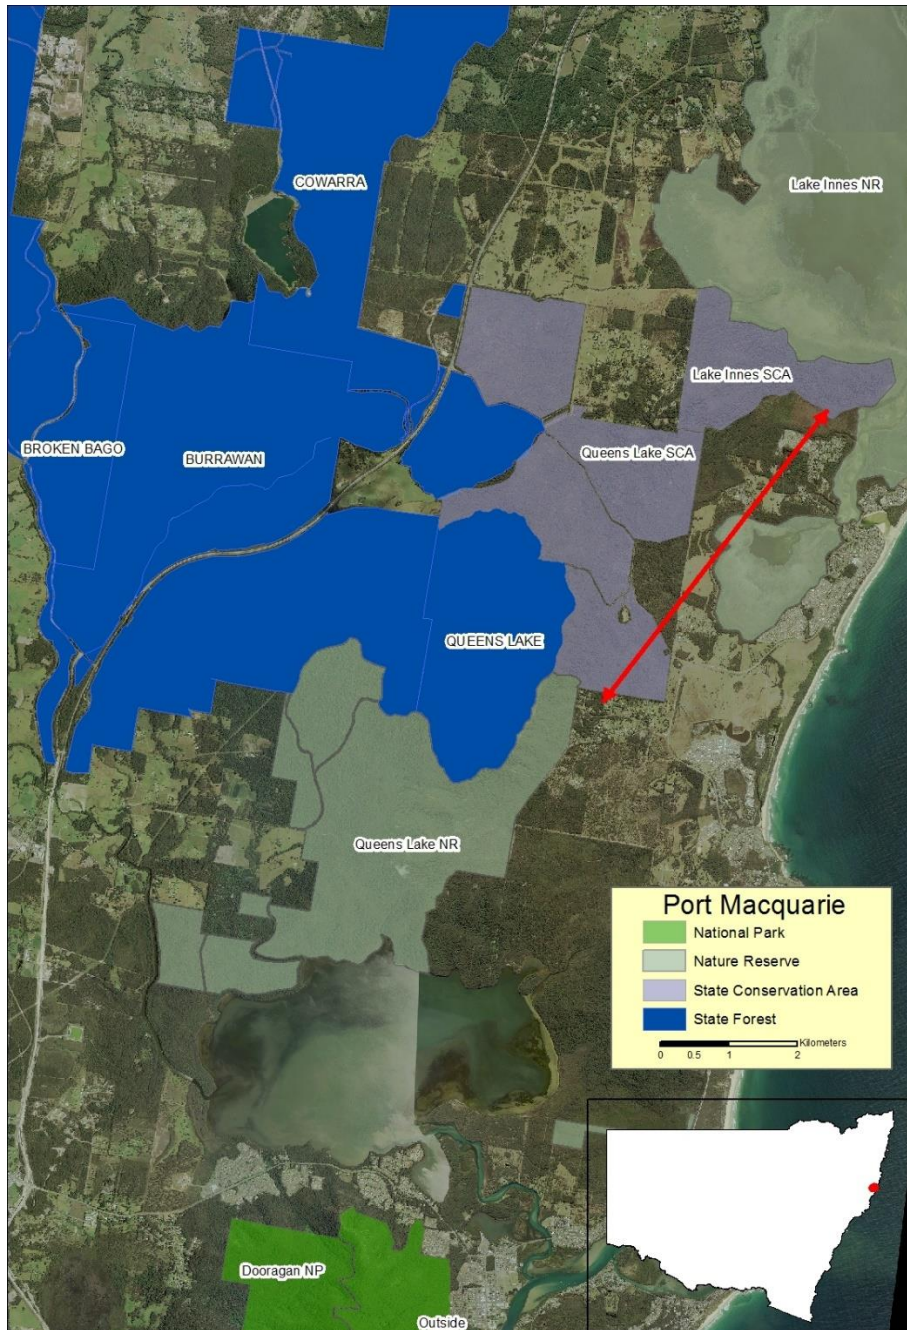 COWARRA
Lake Innes NR
Lake Innes SCA
BROKEN BAGO
BURRAWAN
Queens Lake SCA
QUEENS LAKE
Queens Lake NR
Port Macquarie
National Park
Nature Reserve
State Conservation Area
State Forest
Kilometers
0 0.5 1 2
Dooragan NP
Outside